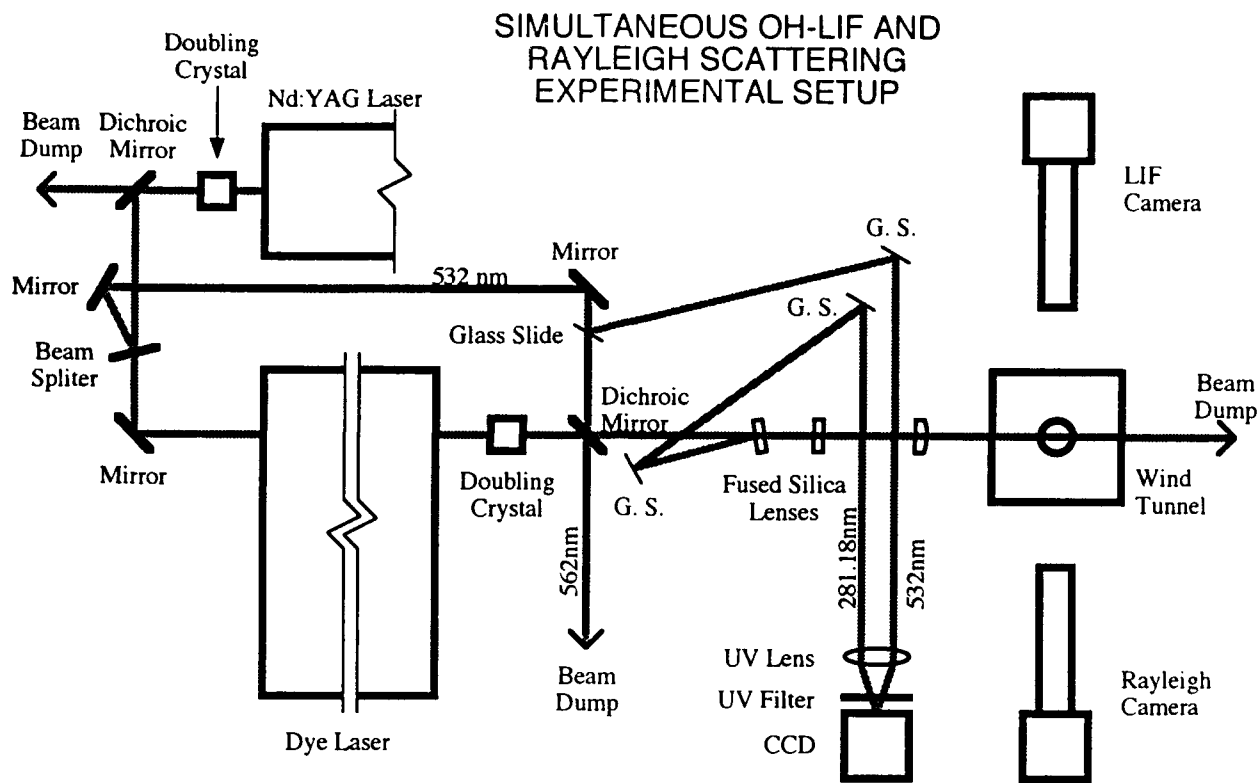 SIMULTANEOUS OH-LIF AND
RAYLEIGH SCATTERING
EXPERIMENTAL SETUP
Doubling
Crystal
Nd:YAG Laser
Beam
Dump
Dichroic
Mirror
LIF
Camera
G. S.
Mirror
532 nm
Mirror
G. S.
Glass Slide
Beam
Spliter
Dichroic
Mirror
Beam
Dump
Mirror
Doubling
Crystal
G. S.
Fused Silica
Lenses
Wind
Tunnel
562nm
281.18nm
532nm
UV Lens
Beam
Dump
UV Filter
Rayleigh
Camera
Dye Laser
CCD